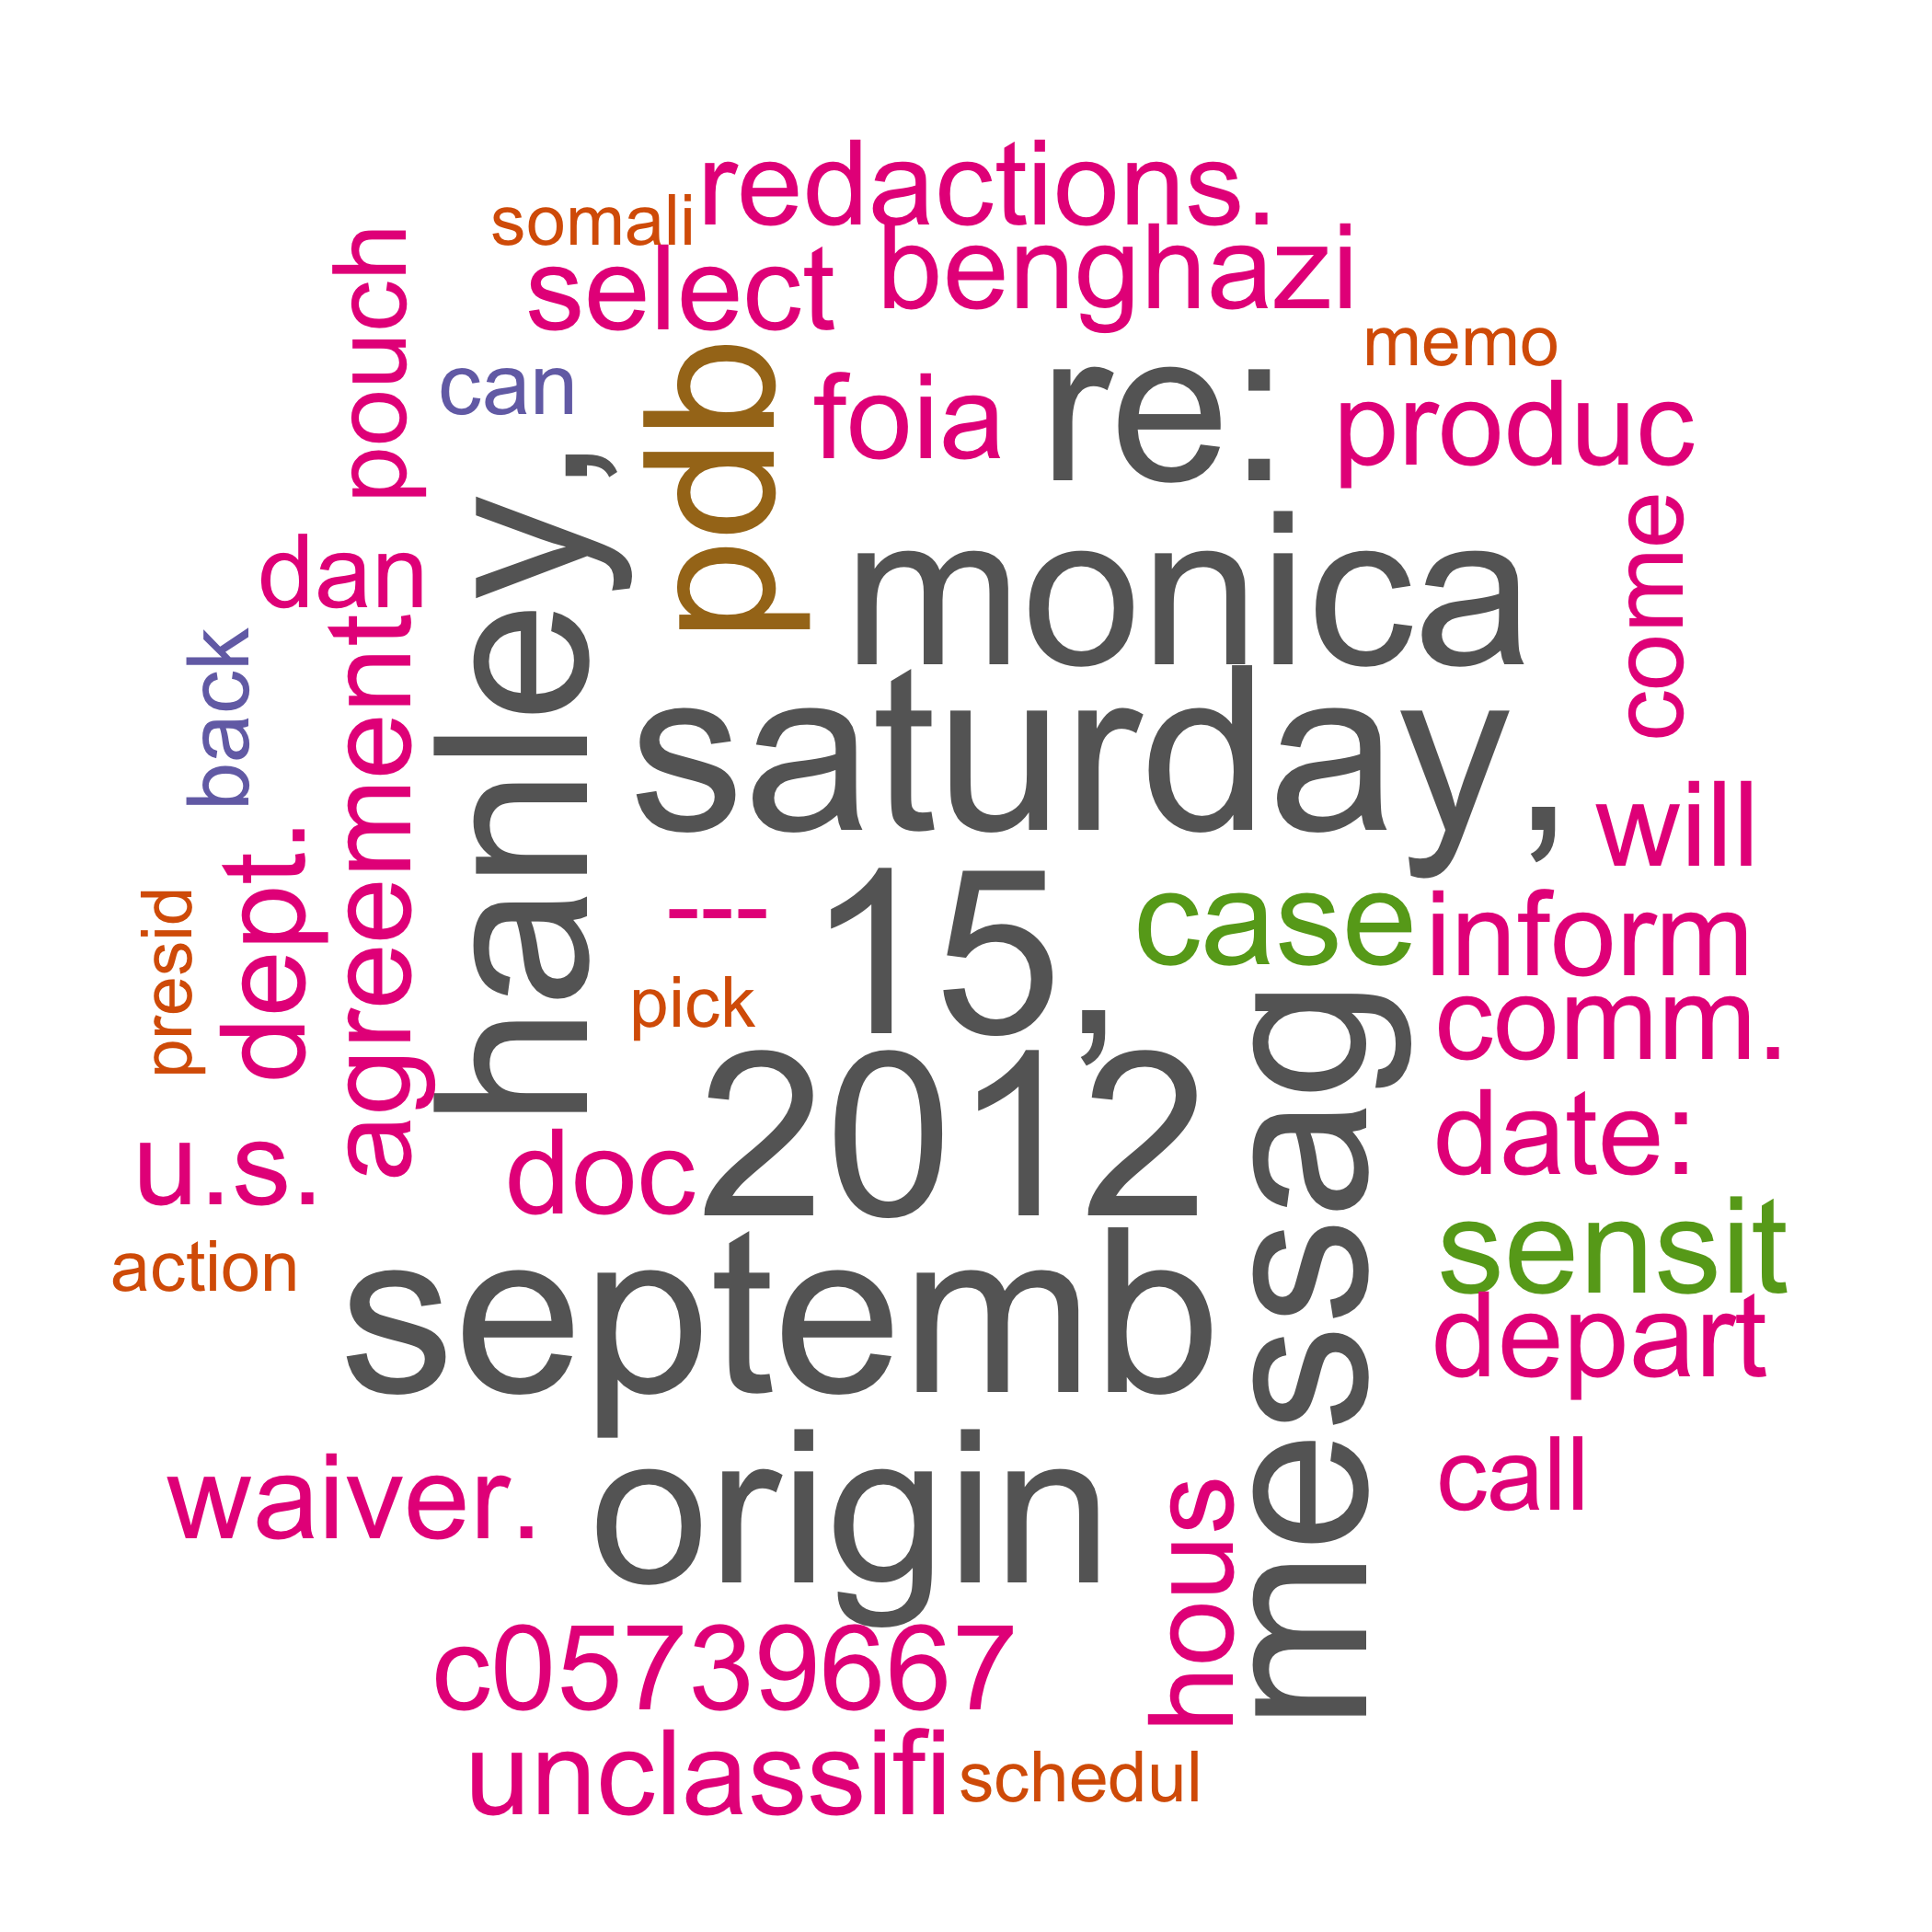 redactions.
somali
benghazi
select
pouch
memo
can
pdb
foia
re:
produc
hanley,
monica
come
dan
agreement
back
saturday,
will
dept.
presid
---
15,
case
inform
pick
comm.
messag
2012
date:
u.s.
doc
sensit
action
septemb
depart
origin
call
waiver.
hous
c05739667
unclassifi
schedul